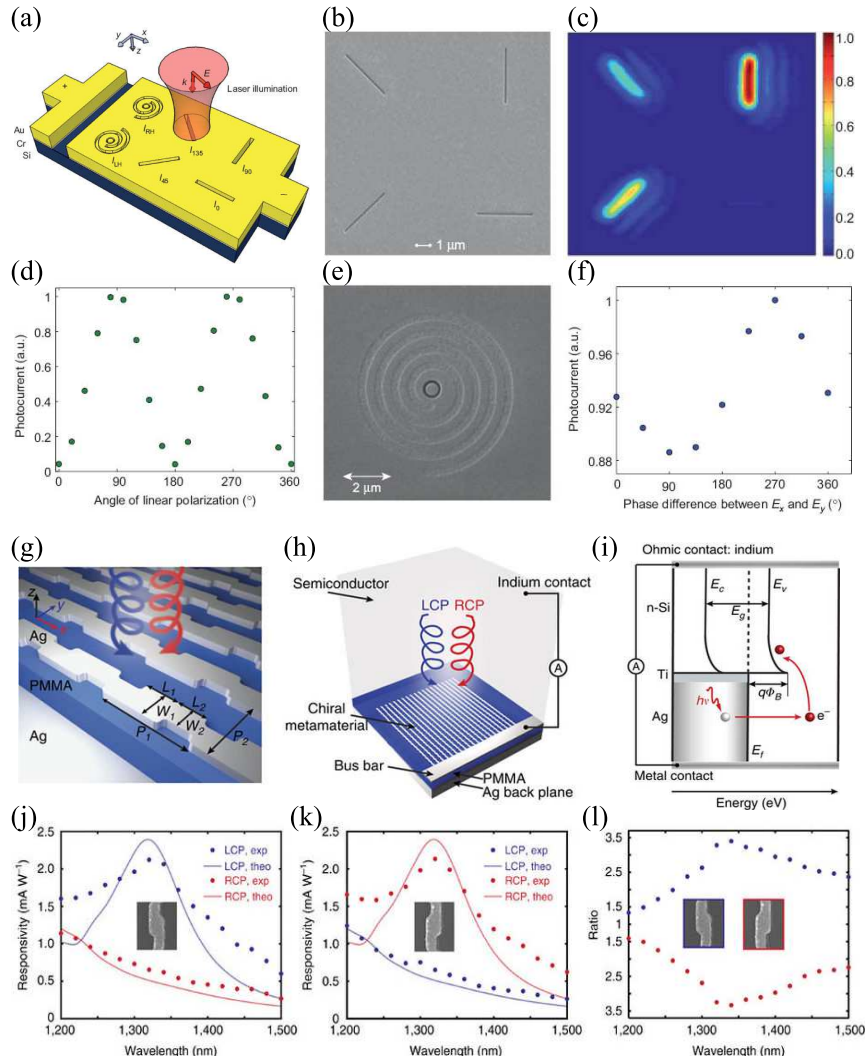 (a)
y
x
z
k
E
Laser illumination
+
Au
Cr
Si
I_RH
I_LH
I_135
I_90
I_45
I_0
−
(b)
1 μm
(c)
1.0
0.8
0.6
0.4
0.2
0.0
(d)
Photocurrent (a.u.)
1
0.8
0.6
0.4
0.2
0
0 90 180 270 360
Angle of linear polarization (°)
(e)
2 μm
(f)
Photocurrent (a.u.)
1
0.96
0.92
0.88
0 90 180 270 360
Phase difference between E_x and E_y (°)
(g)
z
y
Ag
PMMA
Ag
L_1
L_2
W_1
W_2
P_1
P_2
(h)
Semiconductor
Indium contact
LCP RCP
A
Chiral
metamaterial
Bus bar
PMMA
Ag back plane
(i)
Ohmic contact: indium
E_c
E_v
n-Si
E_g
A
Ti
qΦ_B
Ag
hν
e⁻
E_f
Metal contact
Energy (eV)
(j)
Responsivity (mA W⁻¹)
2.5
2.0
1.5
1.0
0.5
0
LCP, exp
LCP, theo
RCP, exp
RCP, theo
1,200 1,300 1,400 1,500
Wavelength (nm)
(k)
Responsivity (mA W⁻¹)
2.5
2.0
1.5
1.0
0.5
0
LCP, exp
LCP, theo
RCP, exp
RCP, theo
1,200 1,300 1,400 1,500
Wavelength (nm)
(l)
Ratio
3.5
2.5
1.5
1.5
2.5
3.5
1,200 1,300 1,400 1,500
Wavelength (nm)